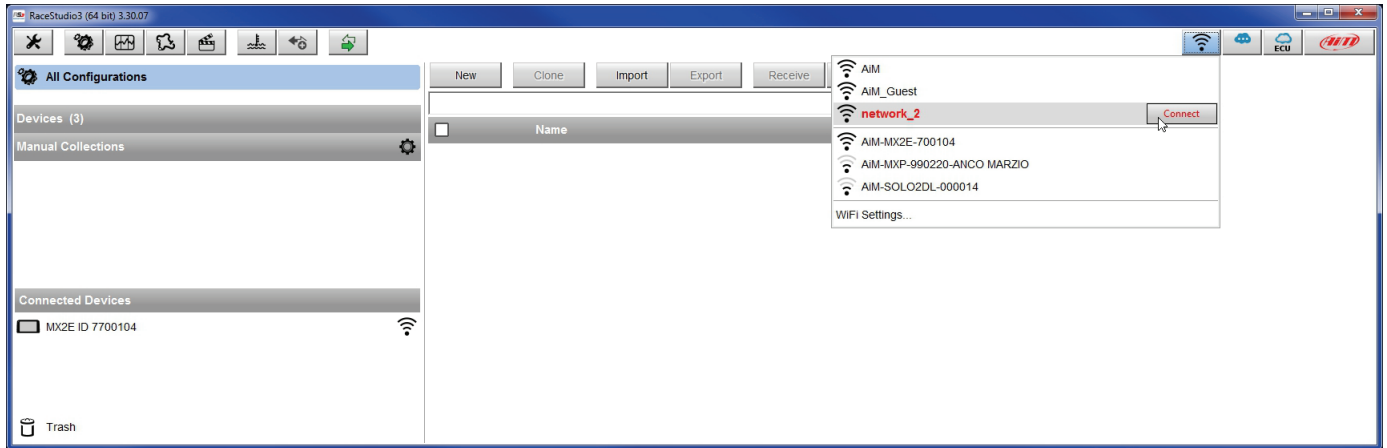 RaceStudio3 (64 bit) 3.30.07
ECU
AiM
All Configurations
Devices (3)
Manual Collections
Connected Devices
MX2E ID 7700104
Trash
New Clone Import Export Receive
Name
AiM
AiM_Guest
network_2 Connect
AiM-MX2E-700104
AiM-MXP-990220-ANCO MARZIO
AiM-SOLO2DL-000014
WiFi Settings...